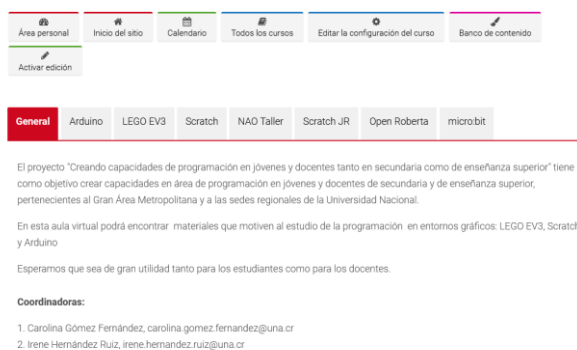 Área personal
Inicio del sitio
Calendario
Todos los cursos
Editar la configuración del curso
Banco de contenido
Activar edición
General
Arduino
LEGO EV3
Scratch
NAO Taller
Scratch JR
Open Roberta
micro:bit
El proyecto "Creando capacidades de programación en jóvenes y docentes tanto en secundaria como de enseñanza superior" tiene
como objetivo crear capacidades en área de programación en jóvenes y docentes de secundaria y de enseñanza superior,
pertenecientes al Gran Área Metropolitana y a las sedes regionales de la Universidad Nacional.
En esta aula virtual podrá encontrar materiales que motiven al estudio de la programación en entornos gráficos: LEGO EV3, Scratch
y Arduino
Esperamos que sea de gran utilidad tanto para los estudiantes como para los docentes.
Coordinadoras:
1. Carolina Gómez Fernández, carolina.gomez.fernandez@una.cr
2. Irene Hernández Ruiz, irene.hernandez.ruiz@una.cr